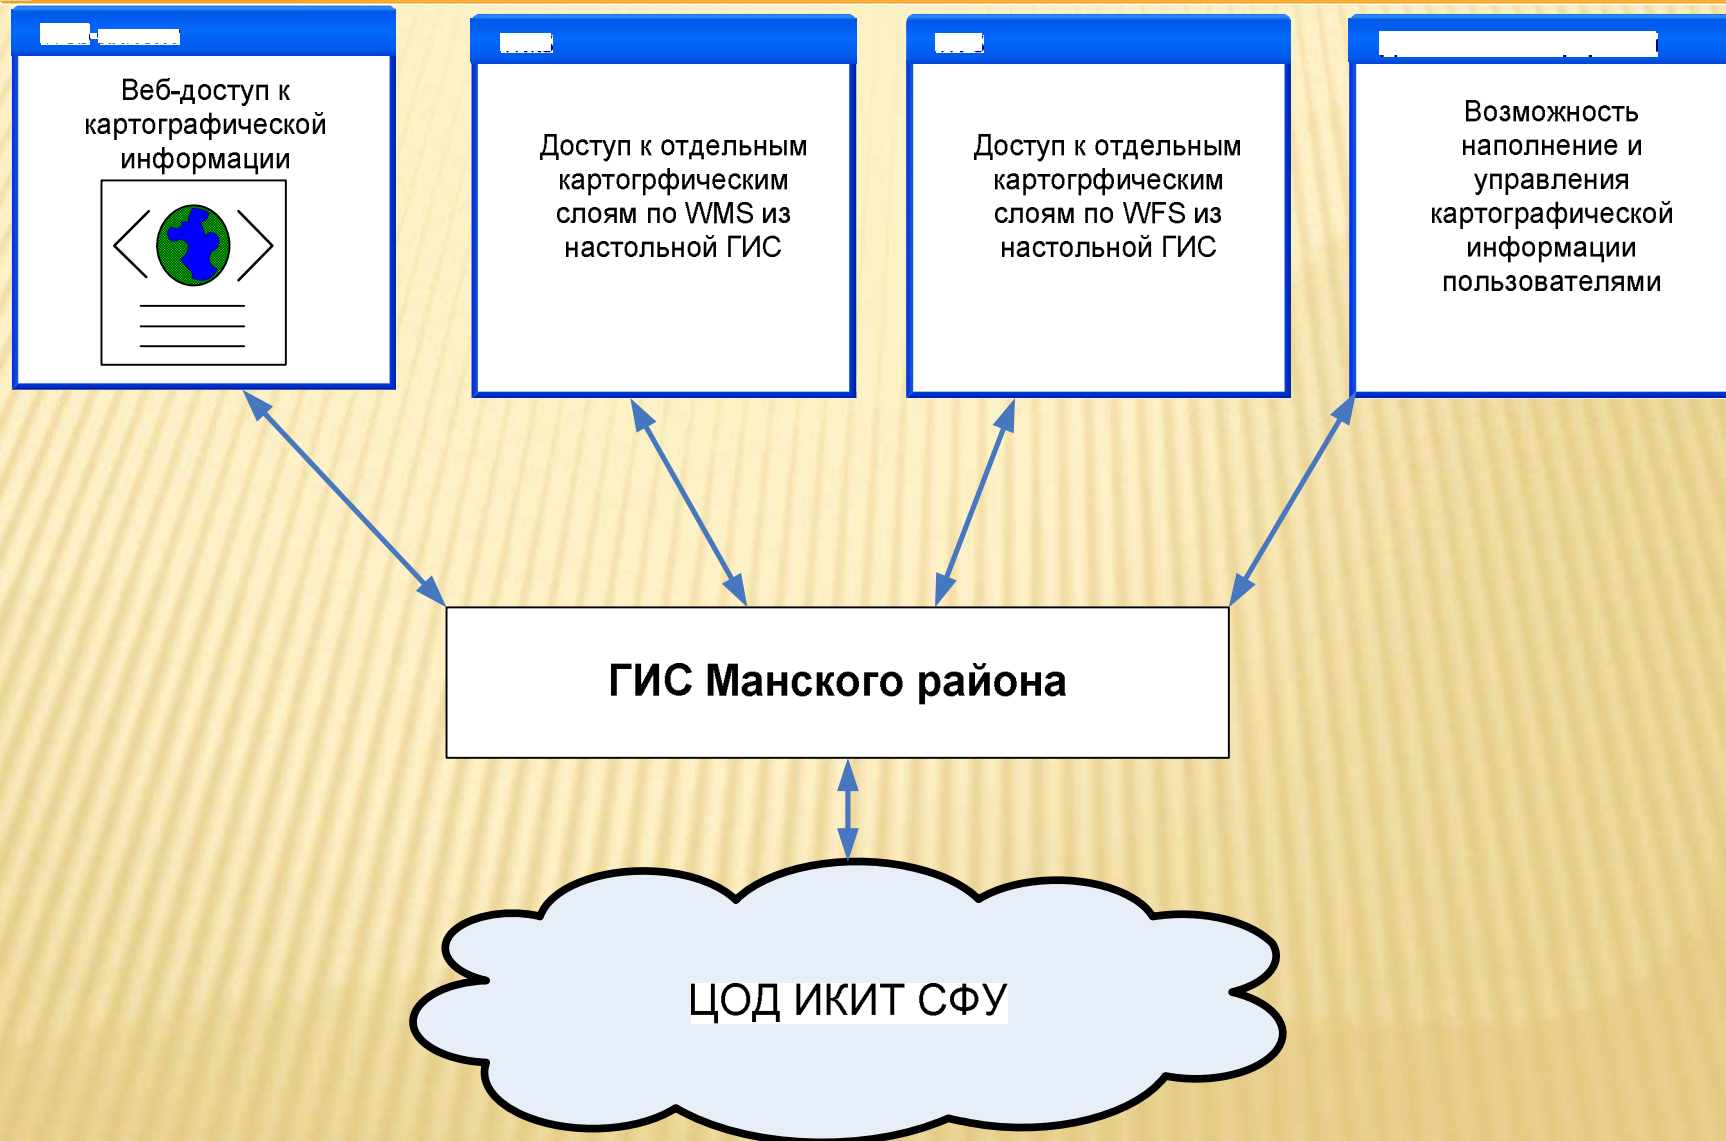 Веб-доступ к
картографической
информации
Доступ к отдельным
картогрфическим
слоям по WMS из
настольной ГИС
Доступ к отдельным
картогрфическим
слоям по WFS из
настольной ГИС
Возможность
наполнение и
управления
картографической
информации
пользователями
ГИС Манского района
ЦОД ИКИТ СФУ